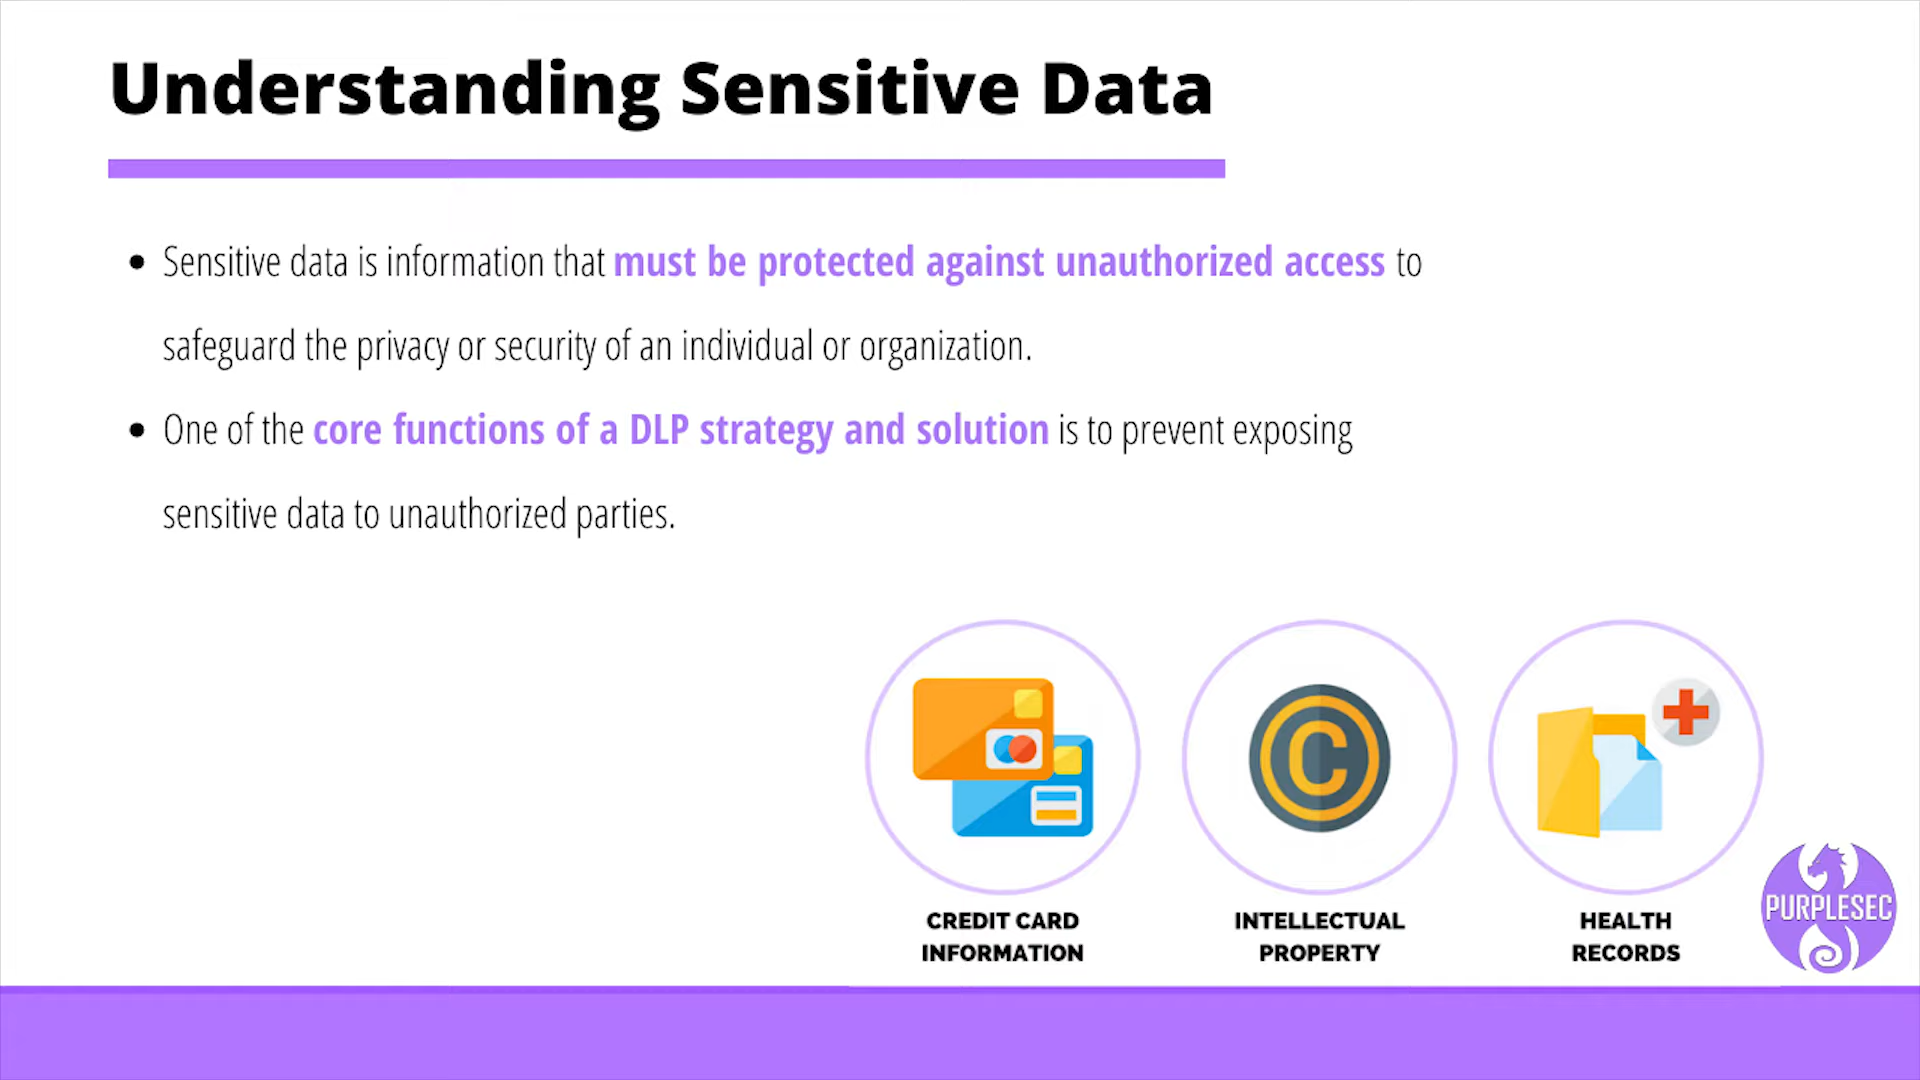 Understanding Sensitive Data
• Sensitive data is information that must be protected against unauthorized access to
safeguard the privacy or security of an individual or organization.
• One of the core functions of a DLP strategy and solution is to prevent exposing
sensitive data to unauthorized parties.
C
CREDIT CARD
INFORMATION
INTELLECTUAL
PROPERTY
HEALTH
RECORDS
PURPLESEC